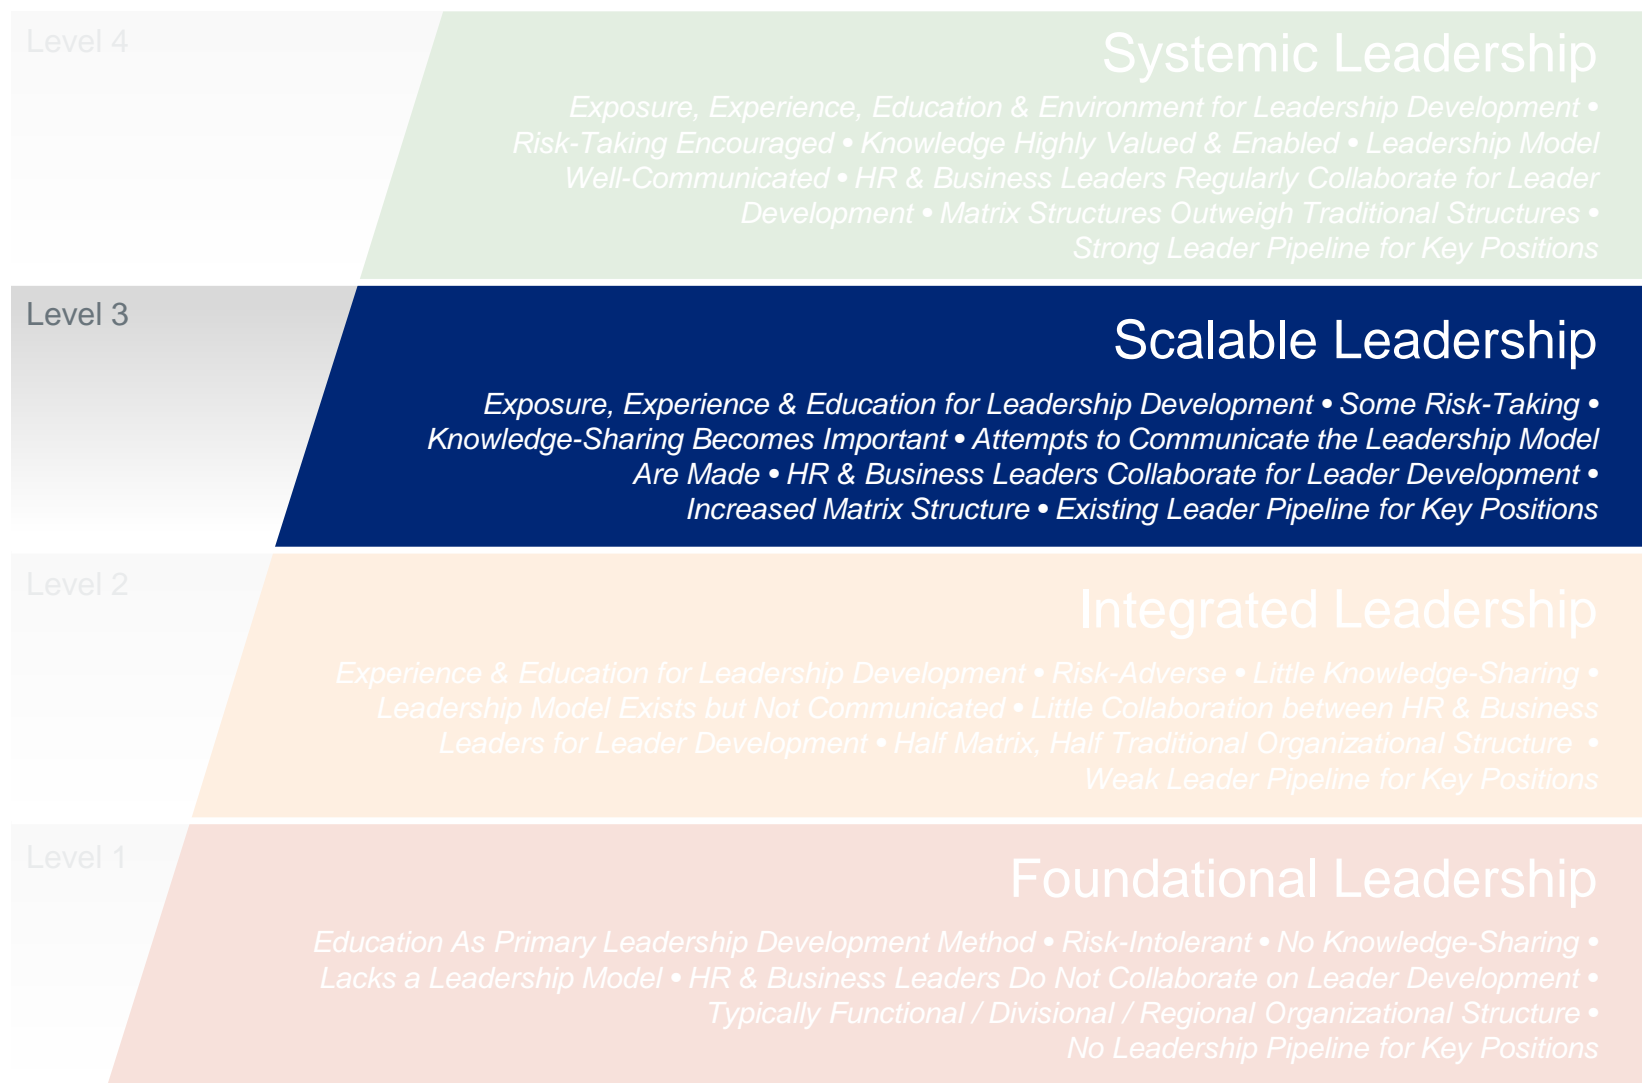 Level 4
Systemic Leadership
Exposure, Experience, Education & Environment for Leadership Development •
Risk-Taking Encouraged • Knowledge Highly Valued & Enabled • Leadership Model
Well-Communicated • HR & Business Leaders Regularly Collaborate for Leader
Development • Matrix Structures Outweigh Traditional Structures •
Strong Leader Pipeline for Key Positions
Level 3
Scalable Leadership
Exposure, Experience & Education for Leadership Development • Some Risk-Taking •
Knowledge-Sharing Becomes Important • Attempts to Communicate the Leadership Model
Are Made • HR & Business Leaders Collaborate for Leader Development •
Increased Matrix Structure • Existing Leader Pipeline for Key Positions
Level 2
Integrated Leadership
Experience & Education for Leadership Development • Risk-Adverse • Little Knowledge-Sharing •
Leadership Model Exists but Not Communicated • Little Collaboration between HR & Business
Leaders for Leader Development • Half Matrix, Half Traditional Organizational Structure •
Weak Leader Pipeline for Key Positions
Level 1
Foundational Leadership
Education As Primary Leadership Development Method • Risk-Intolerant • No Knowledge-Sharing •
Lacks a Leadership Model • HR & Business Leaders Do Not Collaborate on Leader Development •
Typically Functional / Divisional / Regional Organizational Structure •
No Leadership Pipeline for Key Positions